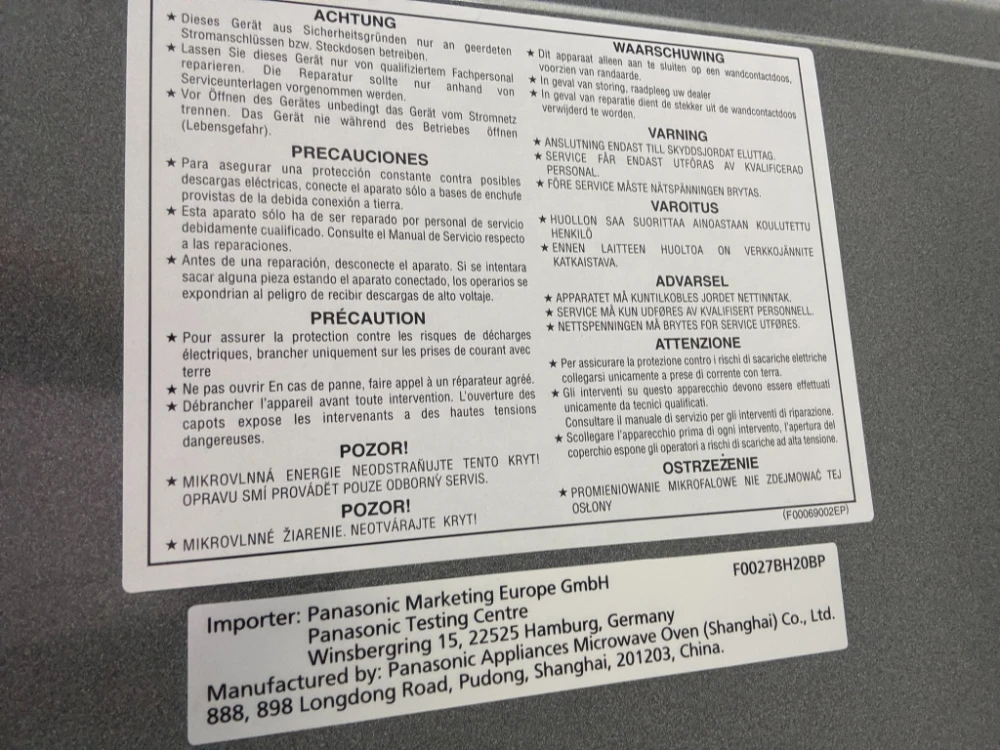 ACHTUNG
★ Dieses Gerät aus Sicherheitsgründen nur an geerdeten
Stromanschlüssen bzw. Steckdosen betreiben.
★ Lassen Sie dieses Gerät nur von qualifiziertem Fachpersonal
reparieren. Die Reparatur sollte nur anhand von
Serviceunterlagen vorgenommen werden.
★ Vor Öffnen des Gerätes unbedingt das Gerät vom Stromnetz
trennen. Das Gerät nie während des Betriebes öffnen
(Lebensgefahr).
PRECAUCIONES
★ Para asegurar una protección constante contra posibles
descargas eléctricas, conecte el aparato sólo a bases de enchufe
provistas de la debida conexión a tierra.
★ Esta aparato sólo ha de ser reparado por personal de servicio
debidamente cualificado. Consulte el Manual de Servicio respecto
a las reparaciones.
★ Antes de una reparación, desconecte el aparato. Si se intentara
sacar alguna pieza estando el aparato conectado, los operarios se
expondrian al peligro de recibir descargas de alto voltaje.
PRÉCAUTION
★ Pour assurer la protection contre les risques de décharges
électriques, brancher uniquement sur les prises de courant avec
terre
★ Ne pas ouvrir En cas de panne, faire appel à un réparateur agréé.
★ Débrancher l'appareil avant toute intervention. L'ouverture des
capots expose les intervenants a des hautes tensions
dangereuses.
POZOR!
★ MIKROVLNNÁ ENERGIE NEODSTRAŇUJTE TENTO KRYT!
OPRAVU SMÍ PROVÁDĚT POUZE ODBORNÝ SERVIS.
POZOR!
★ MIKROVLNNÉ ŽIARENIE. NEOTVÁRAJTE KRYT!
WAARSCHUWING
★ Dit apparaat alleen aan te sluiten op een wandcontactdoos,
voorzien van randaarde.
★ In geval van storing, raadpleeg uw dealer
★ In geval van reparatie dient de stekker uit de wandcontactdoos
verwijderd te worden.
VARNING
★ ANSLUTNING ENDAST TILL SKYDDSJORDAT ELUTTAG.
★ SERVICE FÅR ENDAST UTFÖRAS AV KVALIFICERAD
PERSONAL.
★ FÖRE SERVICE MÅSTE NÄTSPÄNNINGEN BRYTAS.
VAROITUS
★ HUOLLON SAA SUORITTAA AINOASTAAN KOULUTETTU
HENKILÖ
★ ENNEN LAITTEEN HUOLTOA ON VERKKOJÄNNITE
KATKAISTAVA.
ADVARSEL
★ APPARATET MÅ KUNTILKOBLES JORDET NETTINNTAK.
★ SERVICE MÅ KUN UDFØRES AV KVALIFISERT PERSONNELL.
★ NETTSPENNINGEN MÅ BRYTES FOR SERVICE UTFØRES.
ATTENZIONE
★ Per assicurare la protezione contro i rischi di sacariche elettriche
collegarsi unicamente a prese di corrente con terra.
★ Gli interventi su questo apparecchio devono essere effettuati
unicamente da tecnici qualificati.
Consultare il manuale di servizio per gli interventi di riparazione.
★ Scollegare l'apparecchio prima di ogni intervento, l'apertura del
coperchio espone gli operatori a rischi di scariche ad alta tensione.
OSTRZEŻENIE
★ PROMIENIOWANIE MIKROFALOWE NIE ZDEJMOWAĆ TEJ
OSŁONY
(F00069002EP)
F0027BH20BP
Importer: Panasonic Marketing Europe GmbH
Panasonic Testing Centre
Winsbergring 15, 22525 Hamburg, Germany
Manufactured by: Panasonic Appliances Microwave Oven (Shanghai) Co., Ltd.
888, 898 Longdong Road, Pudong, Shanghai, 201203, China.